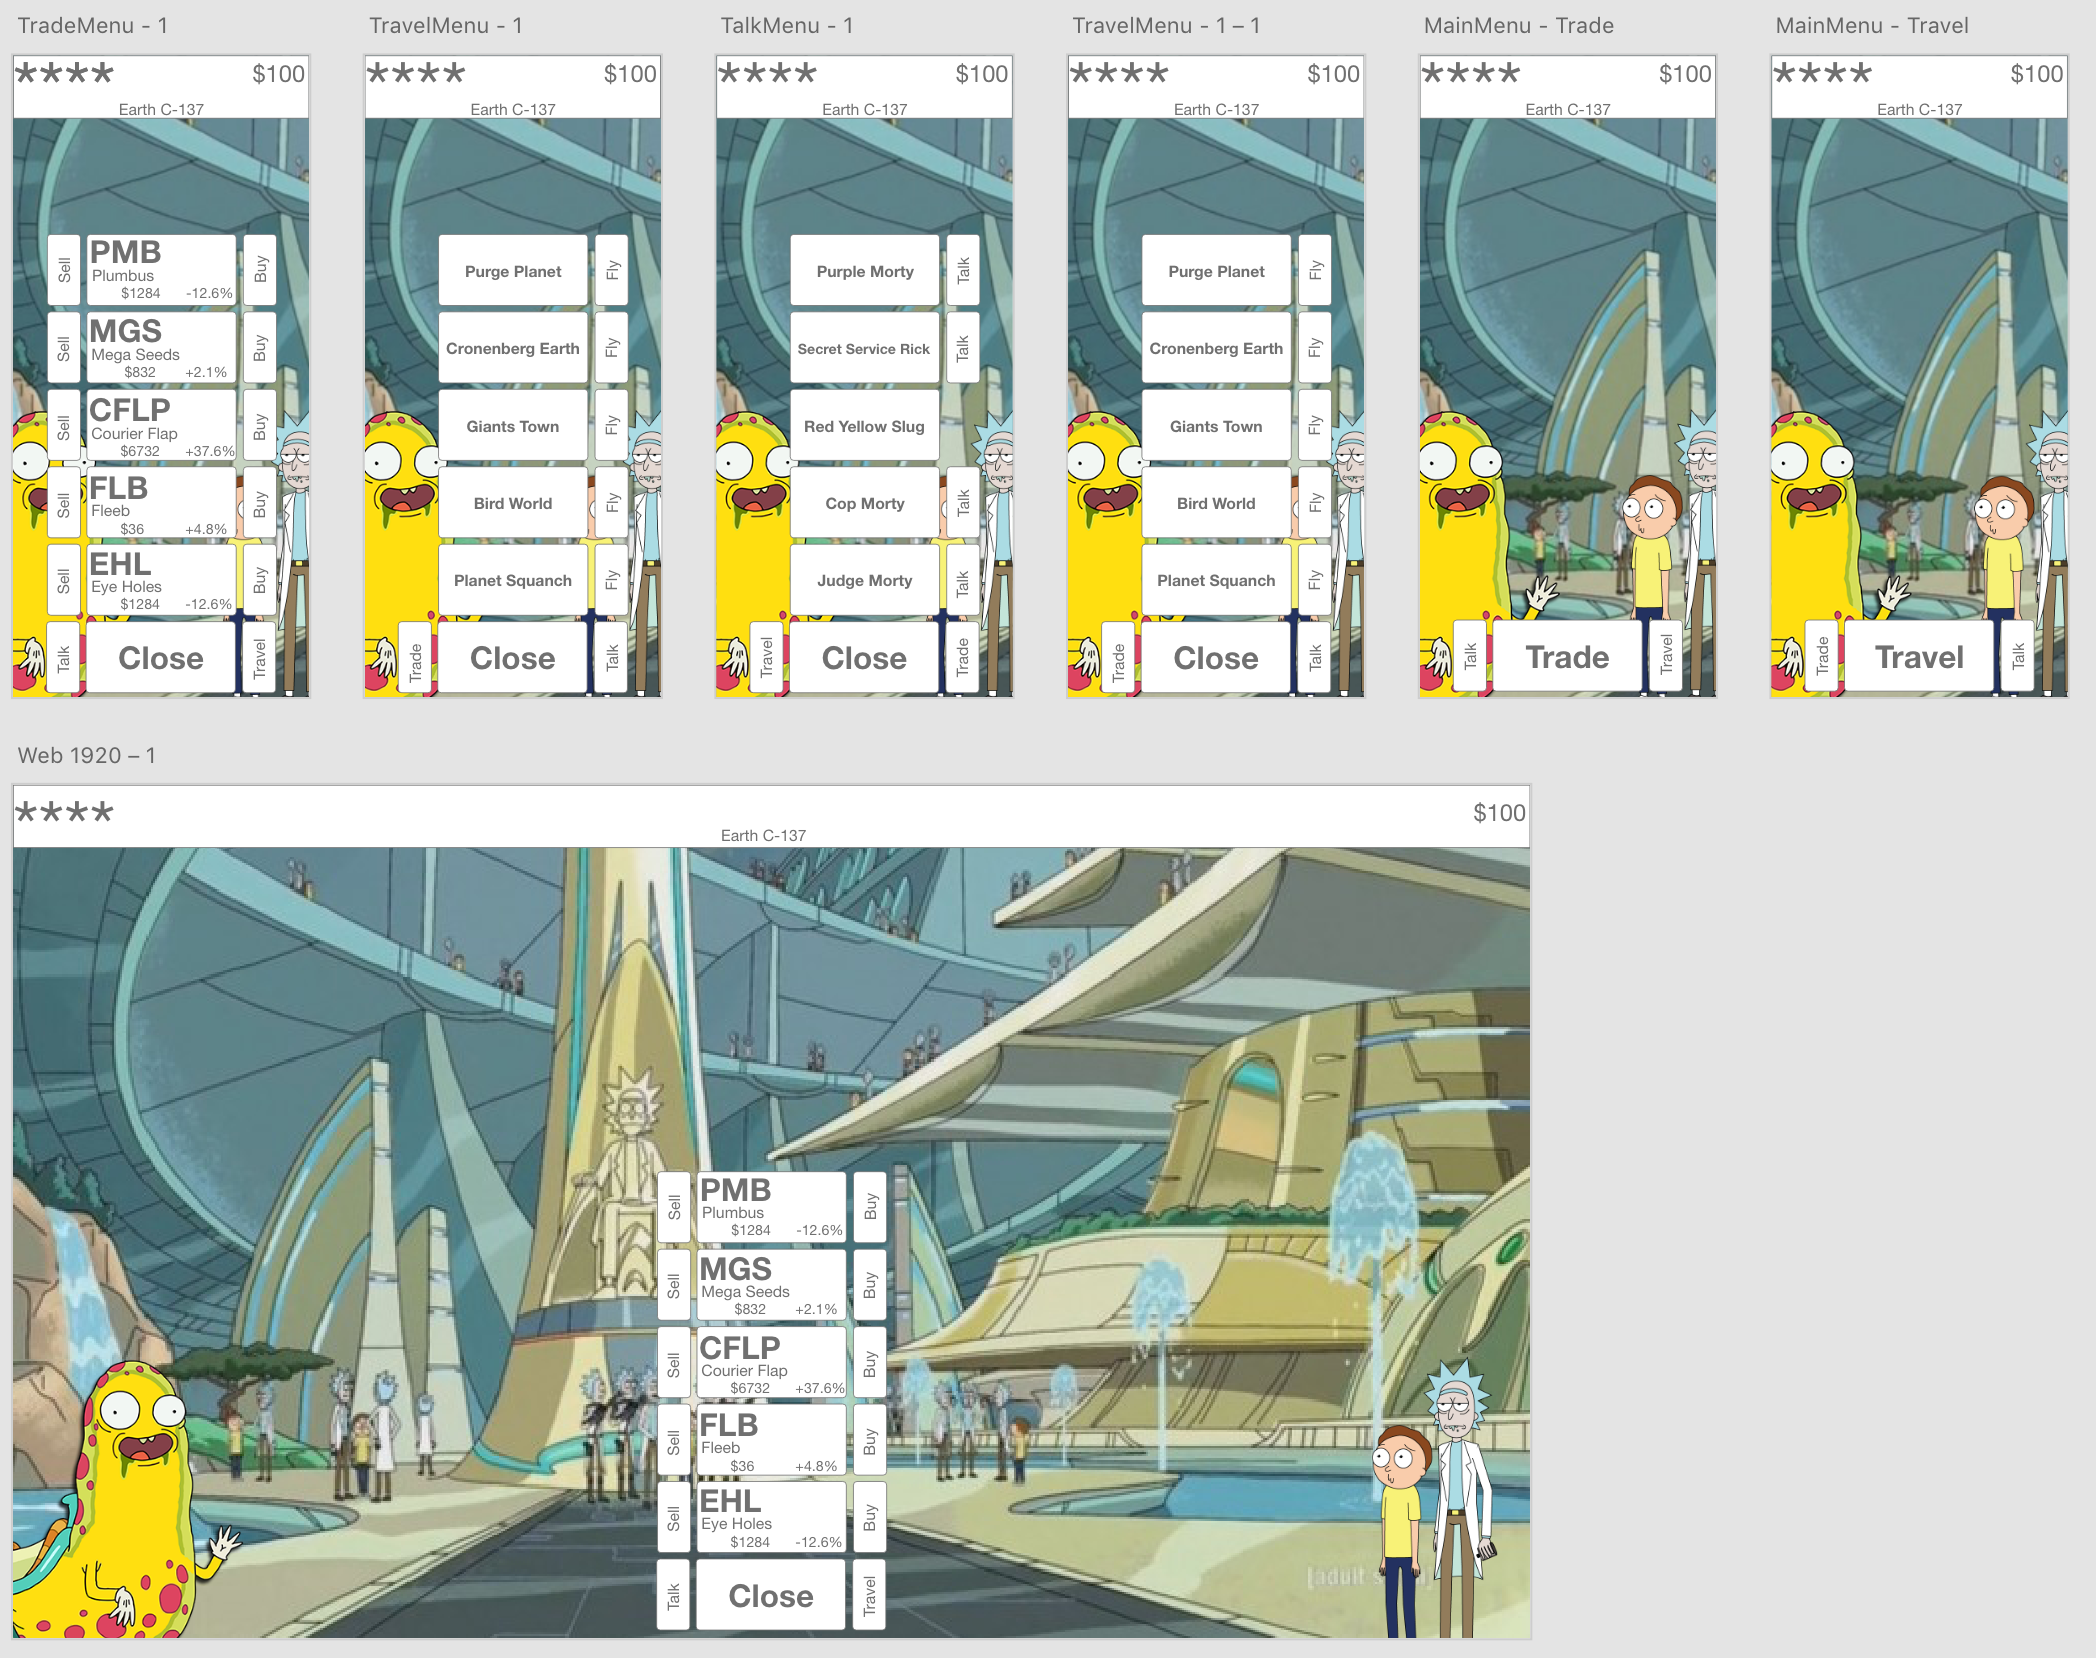 TradeMenu - 1
****
$100
Earth C-137
Sell
PMB
Plumbus
$1284 -12.6%
Buy
Sell
MGS
Mega Seeds
$832 +2.1%
Buy
Sell
CFLP
Courier Flap
$6732 +37.6%
Buy
Sell
FLB
Fleeb
$36 +4.8%
Buy
Sell
EHL
Eye Holes
$1284 -12.6%
Buy
Talk
Close
Travel
TravelMenu - 1
****
$100
Earth C-137
Purge Planet
Fly
Cronenberg Earth
Fly
Giants Town
Fly
Bird World
Fly
Planet Squanch
Fly
Trade
Close
Talk
TalkMenu - 1
****
$100
Earth C-137
Purple Morty
Talk
Secret Service Rick
Talk
Red Yellow Slug
Cop Morty
Talk
Judge Morty
Talk
Travel
Close
Trade
TravelMenu - 1 – 1
****
$100
Earth C-137
Purge Planet
Fly
Cronenberg Earth
Fly
Giants Town
Fly
Bird World
Fly
Planet Squanch
Fly
Trade
Close
Talk
MainMenu - Trade
****
$100
Earth C-137
Talk
Trade
Travel
MainMenu - Travel
****
$100
Earth C-137
Trade
Travel
Talk
Web 1920 – 1
****
$100
Earth C-137
Sell
PMB
Plumbus
$1284 -12.6%
Buy
Sell
MGS
Mega Seeds
$832 +2.1%
Buy
Sell
CFLP
Courier Flap
$6732 +37.6%
Buy
Sell
FLB
Fleeb
$36 +4.8%
Buy
Sell
EHL
Eye Holes
$1284 -12.6%
Buy
Talk
Close
Travel
[adult